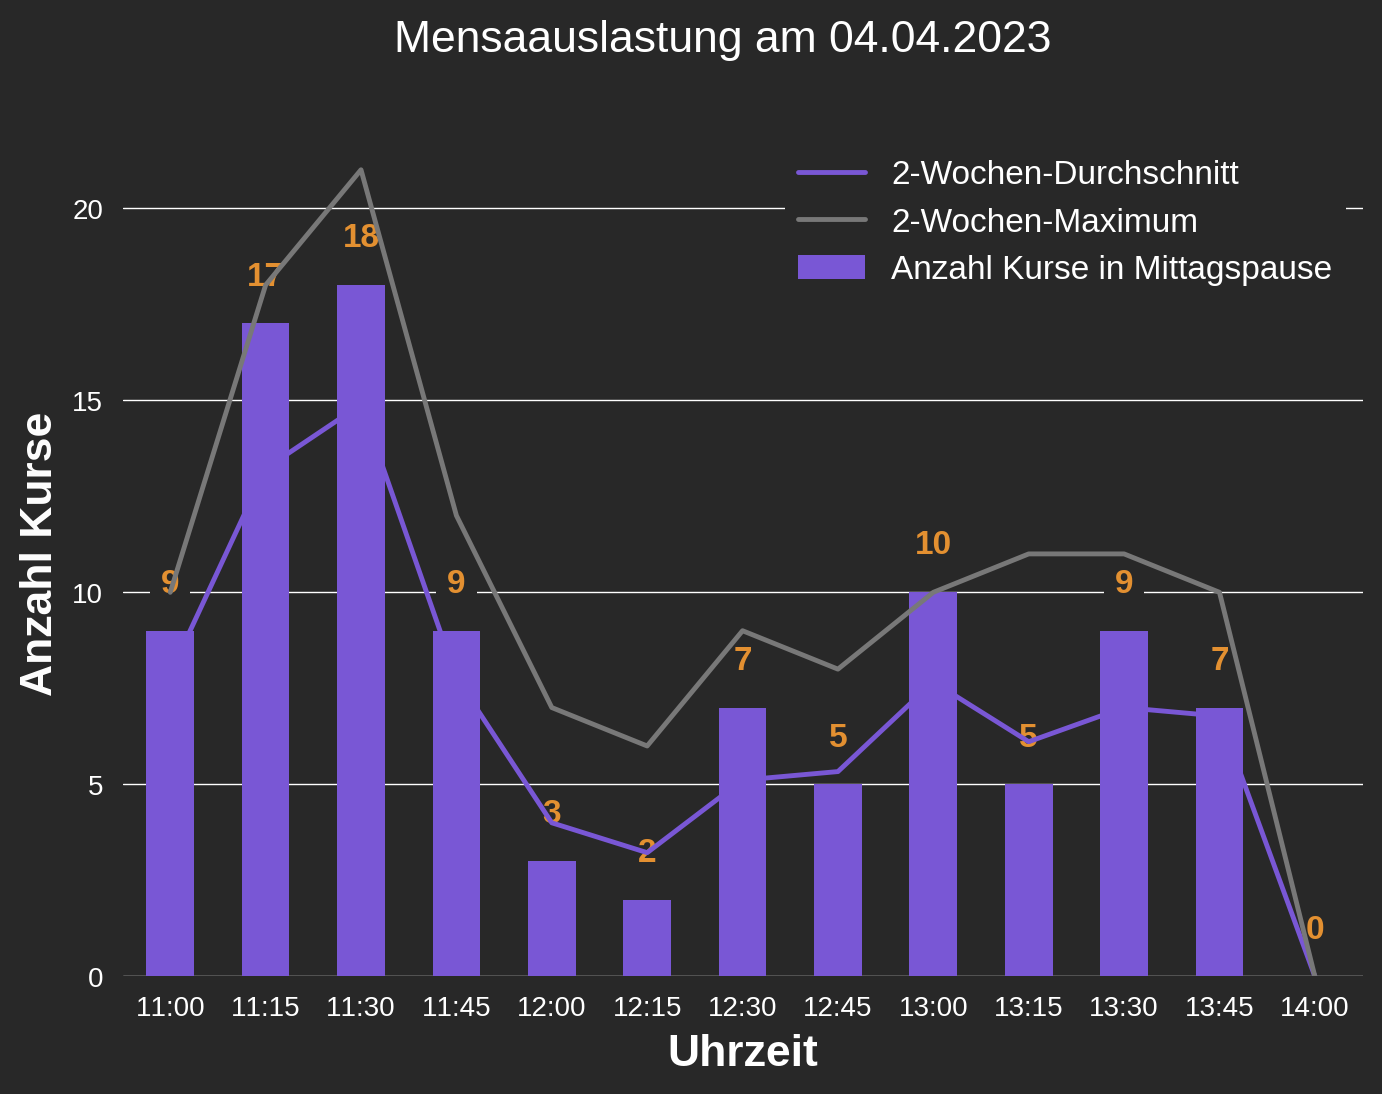 Mensaauslastung am 04.04.2023
2-Wochen-Durchschnitt
2-Wochen-Maximum
Anzahl Kurse in Mittagspause
Anzahl Kurse
20
15
10
5
0
9
17
18
9
3
2
7
5
10
5
9
7
0
11:00 11:15 11:30 11:45 12:00 12:15 12:30 12:45 13:00 13:15 13:30 13:45 14:00
Uhrzeit